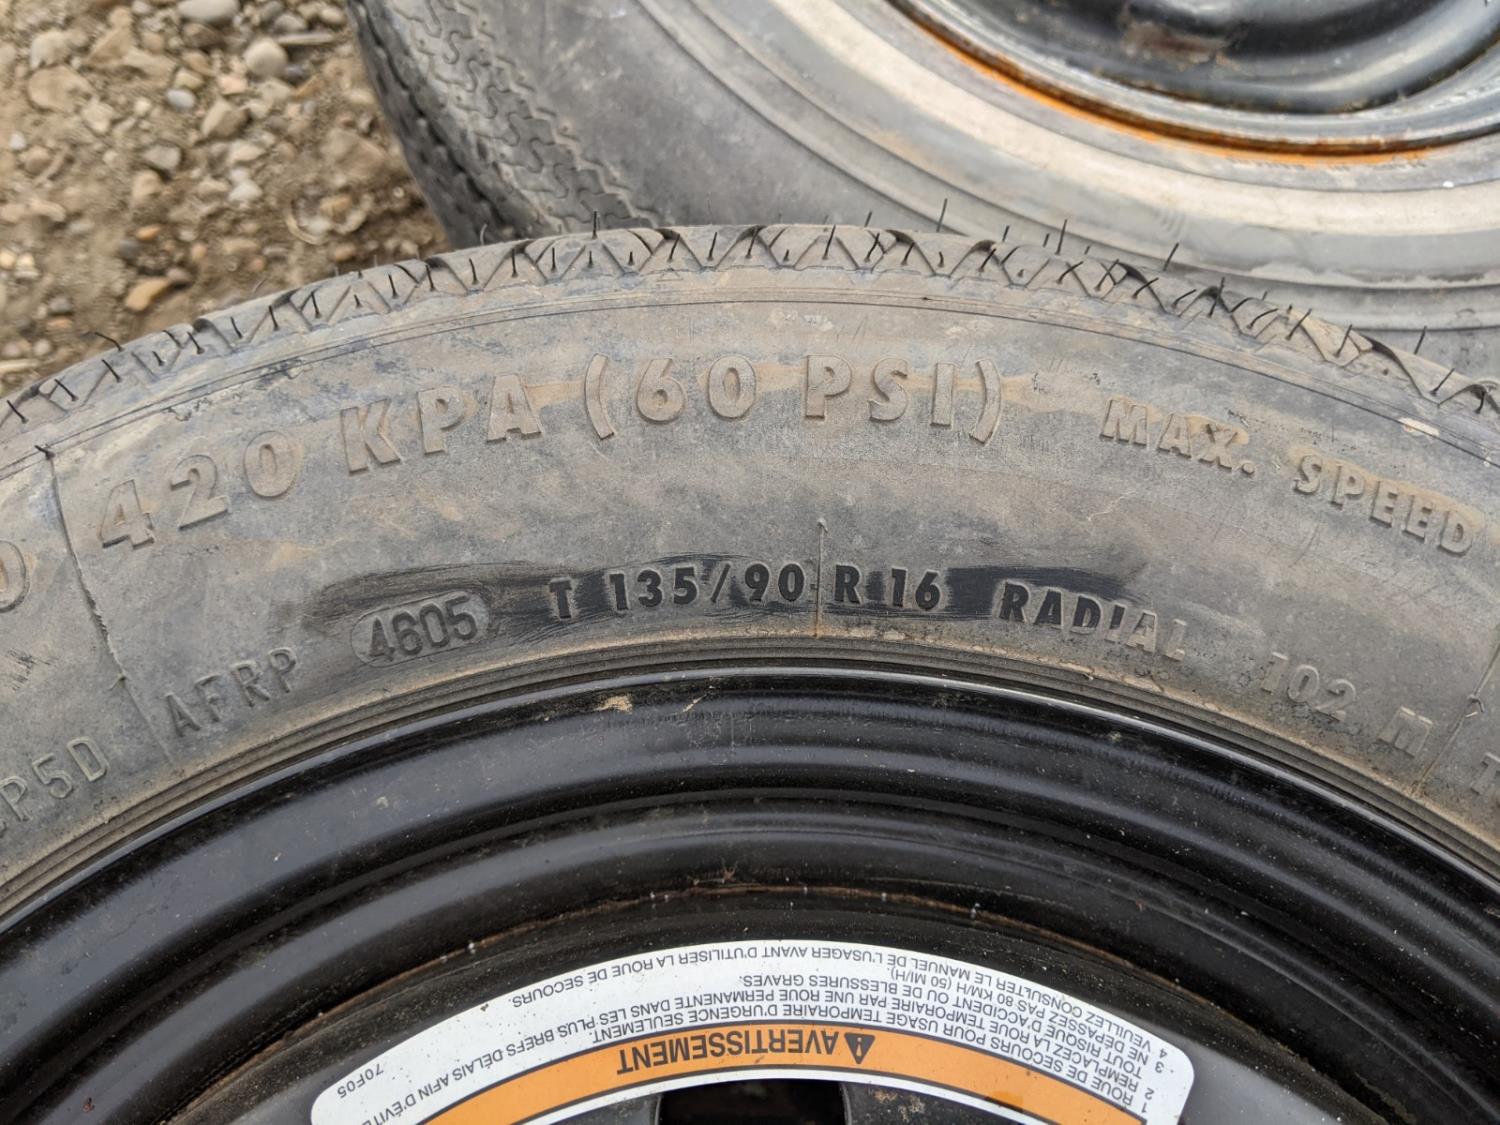 420 KPA (60 PSI) MAX. SPEED
P5D AFRP 4605 T 135/90 R 16 RADIAL 102 M
⚠ AVERTISSEMENT
1 ROUE DE SECOURS POUR USAGE TEMPORAIRE D'URGENCE SEULEMENT.
2 REMPLACEZ LA ROUE TEMPORAIRE PAR UNE ROUE PERMANENTE DANS LES PLUS BREFS DÉLAIS AFIN D'ÉVIT
TOUT RISQUE D'ACCIDENT OU DE BLESSURES GRAVES.
3 NE DÉPASSEZ PAS 80 KM/H (50 MI/H).
4 VEUILLEZ CONSULTER LE MANUEL DE L'USAGER AVANT D'UTILISER LA ROUE DE SECOURS.
70F05